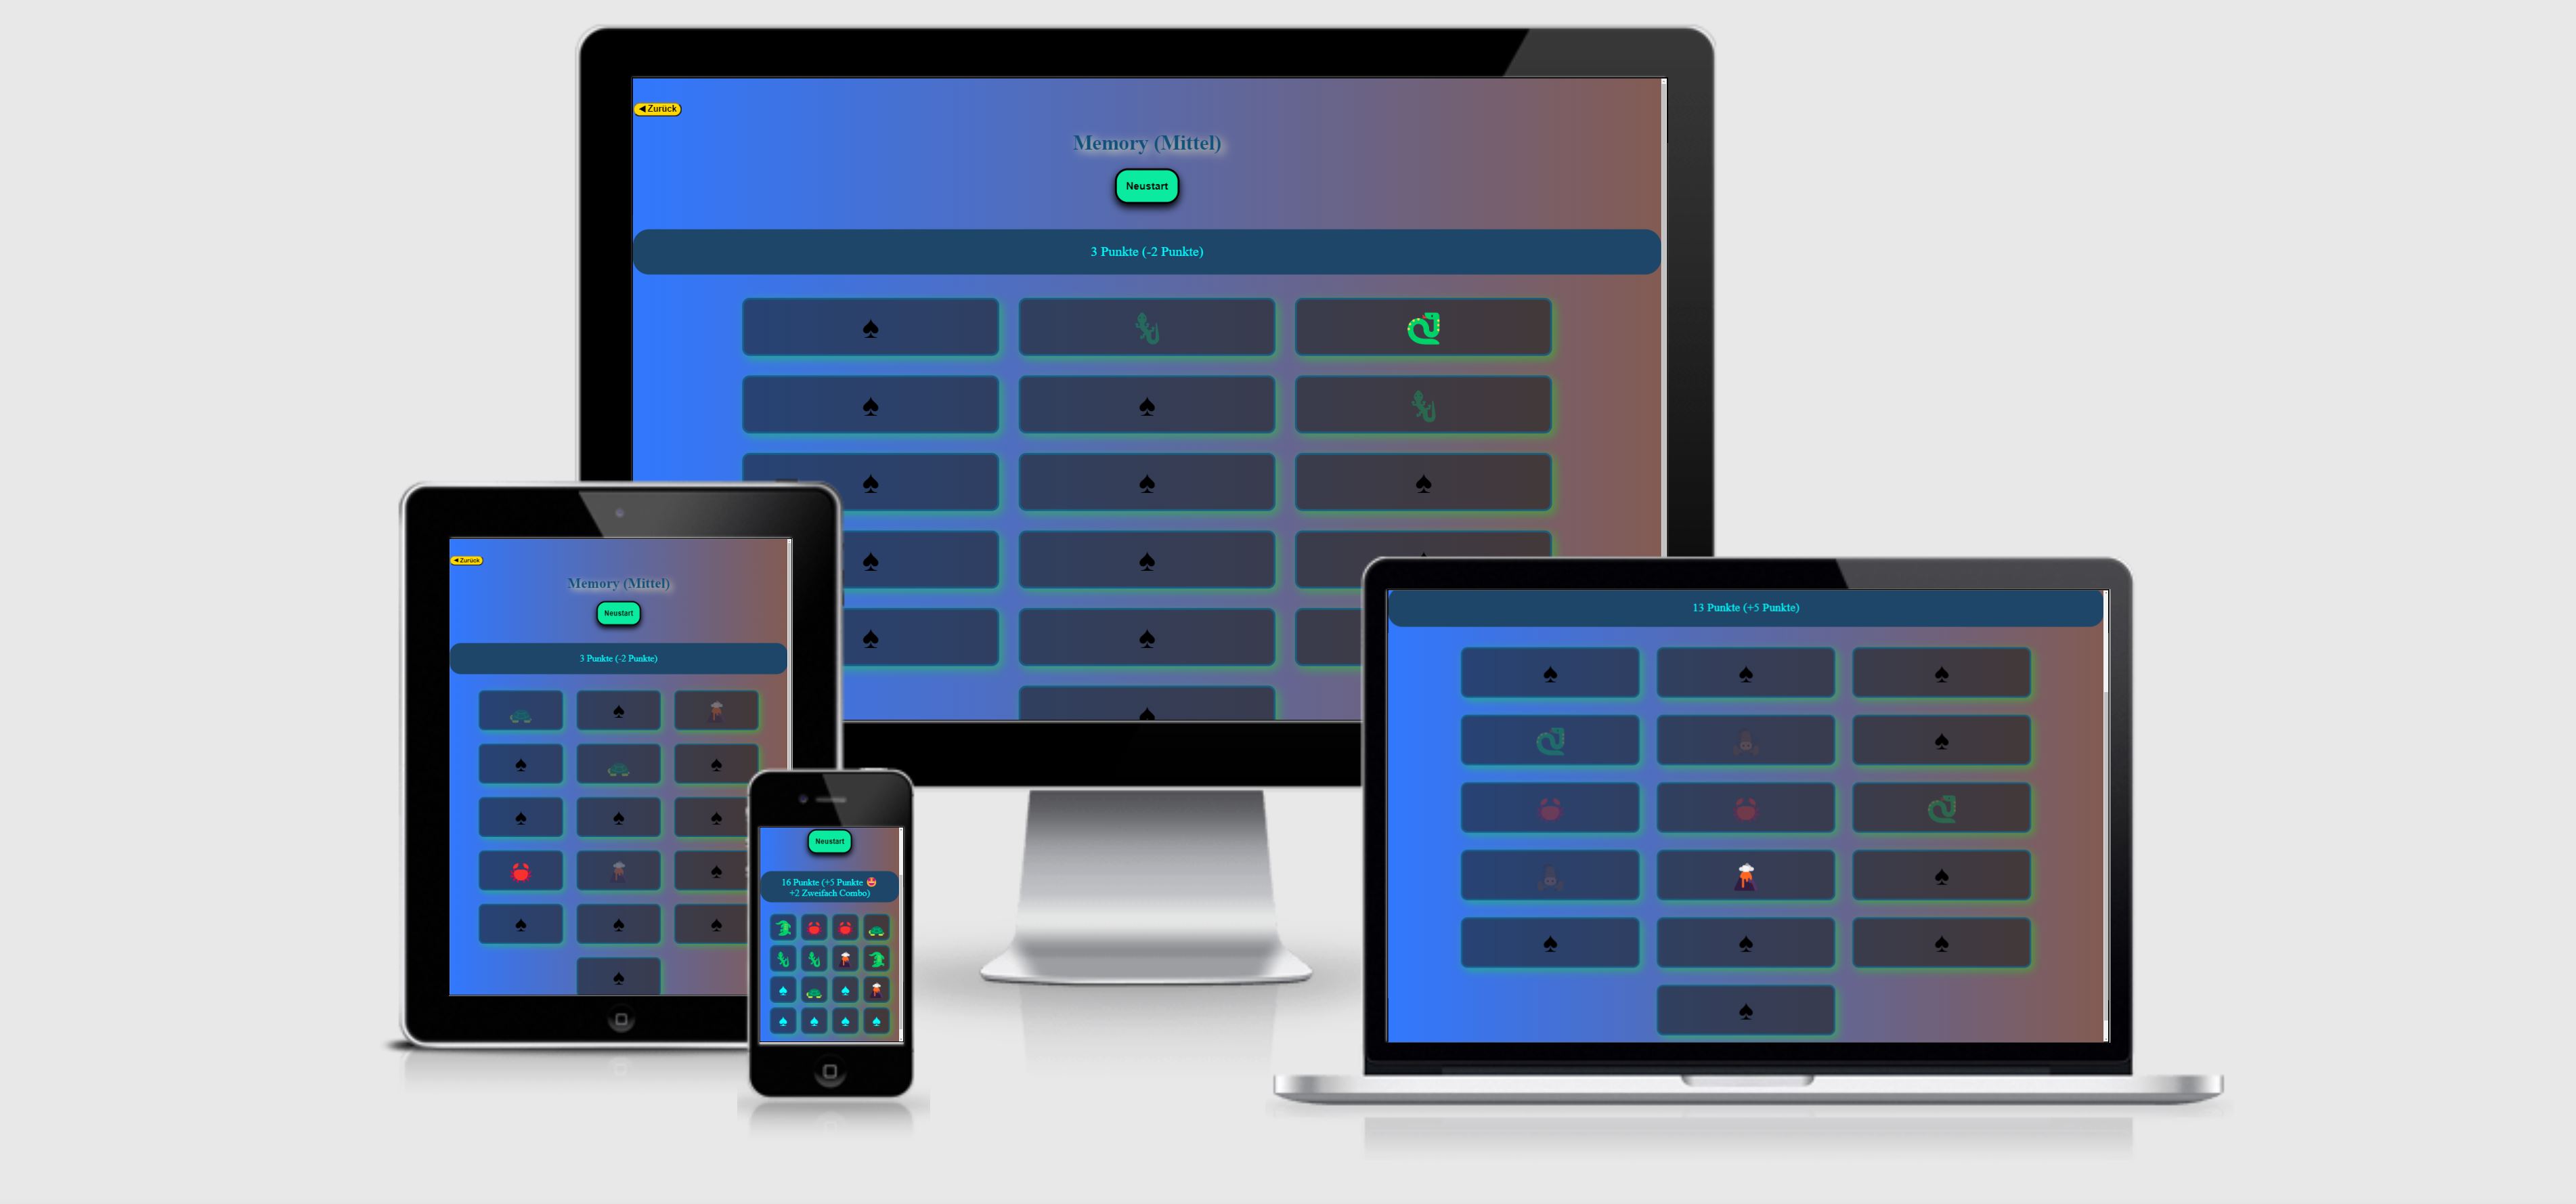 ◀ Zurück
Memory (Mittel)
Neustart
3 Punkte (-2 Punkte)
◀ Zurück
Memory (Mittel)
Neustart
3 Punkte (-2 Punkte)
Neustart
16 Punkte (+5 Punkte 🤩
+2 Zweifach Combo)
13 Punkte (+5 Punkte)